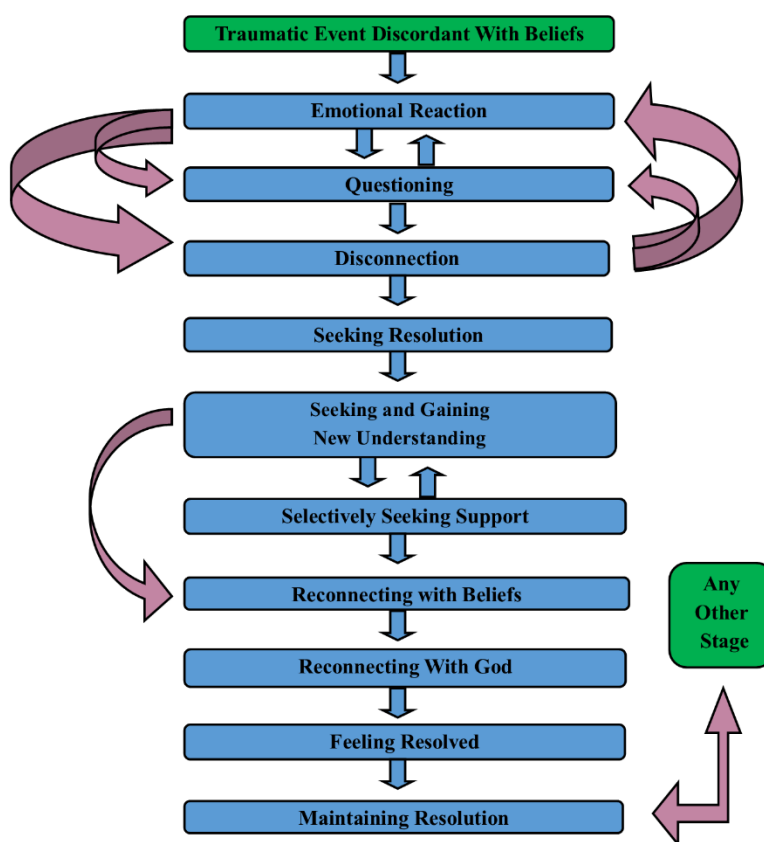 Traumatic Event Discordant With Beliefs
Emotional Reaction
Questioning
Disconnection
Seeking Resolution
Seeking and Gaining
New Understanding
Selectively Seeking Support
Reconnecting with Beliefs
Any
Other
Stage
Reconnecting With God
Feeling Resolved
Maintaining Resolution